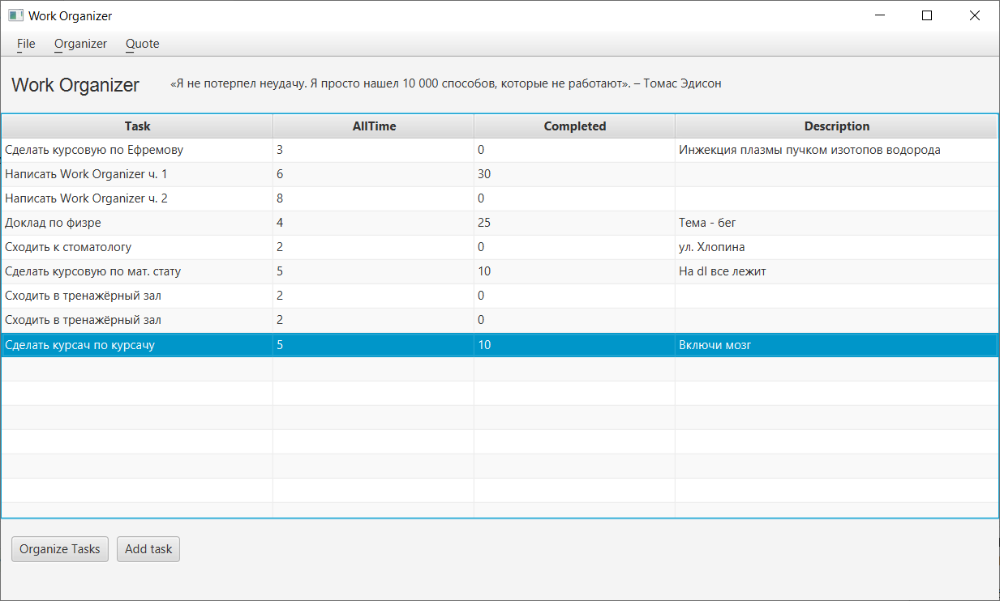 Work Organizer
File Organizer Quote
Work Organizer «Я не потерпел неудачу. Я просто нашел 10 000 способов, которые не работают». – Томас Эдисон
Task AllTime Completed Description
Сделать курсовую по Ефремову 3 0 Инжекция плазмы пучком изотопов водорода
Написать Work Organizer ч. 1 6 30
Написать Work Organizer ч. 2 8 0
Доклад по физре 4 25 Тема - бег
Сходить к стоматологу 2 0 ул. Хлопина
Сделать курсовую по мат. стату 5 10 На dl все лежит
Сходить в тренажёрный зал 2 0
Сходить в тренажёрный зал 2 0
Сделать курсач по курсачу 5 10 Включи мозг
Organize Tasks Add task